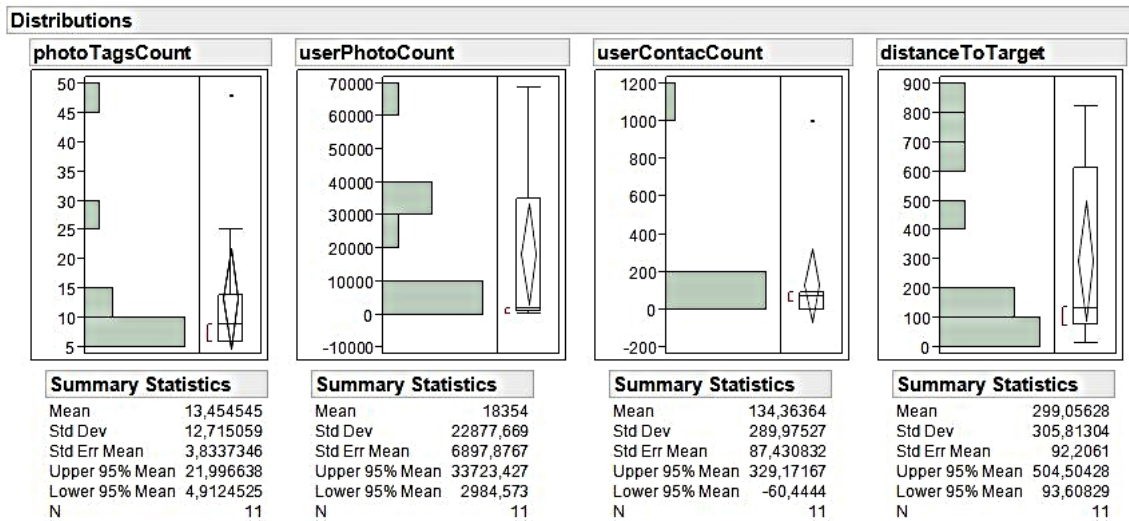 Distributions
photoTagsCount
50
45
40
35
30
25
20
15
10
5
Summary Statistics
Mean 13,454545
Std Dev 12,715059
Std Err Mean 3,8337346
Upper 95% Mean 21,996638
Lower 95% Mean 4,9124525
N 11
userPhotoCount
70000
60000
50000
40000
30000
20000
10000
0
-10000
Summary Statistics
Mean 18354
Std Dev 22877,669
Std Err Mean 6897,8767
Upper 95% Mean 33723,427
Lower 95% Mean 2984,573
N 11
userContacCount
1200
1000
800
600
400
200
0
-200
Summary Statistics
Mean 134,36364
Std Dev 289,97527
Std Err Mean 87,430832
Upper 95% Mean 329,17167
Lower 95% Mean -60,4444
N 11
distanceToTarget
900
800
700
600
500
400
300
200
100
0
Summary Statistics
Mean 299,05628
Std Dev 305,81304
Std Err Mean 92,2061
Upper 95% Mean 504,50428
Lower 95% Mean 93,60829
N 11